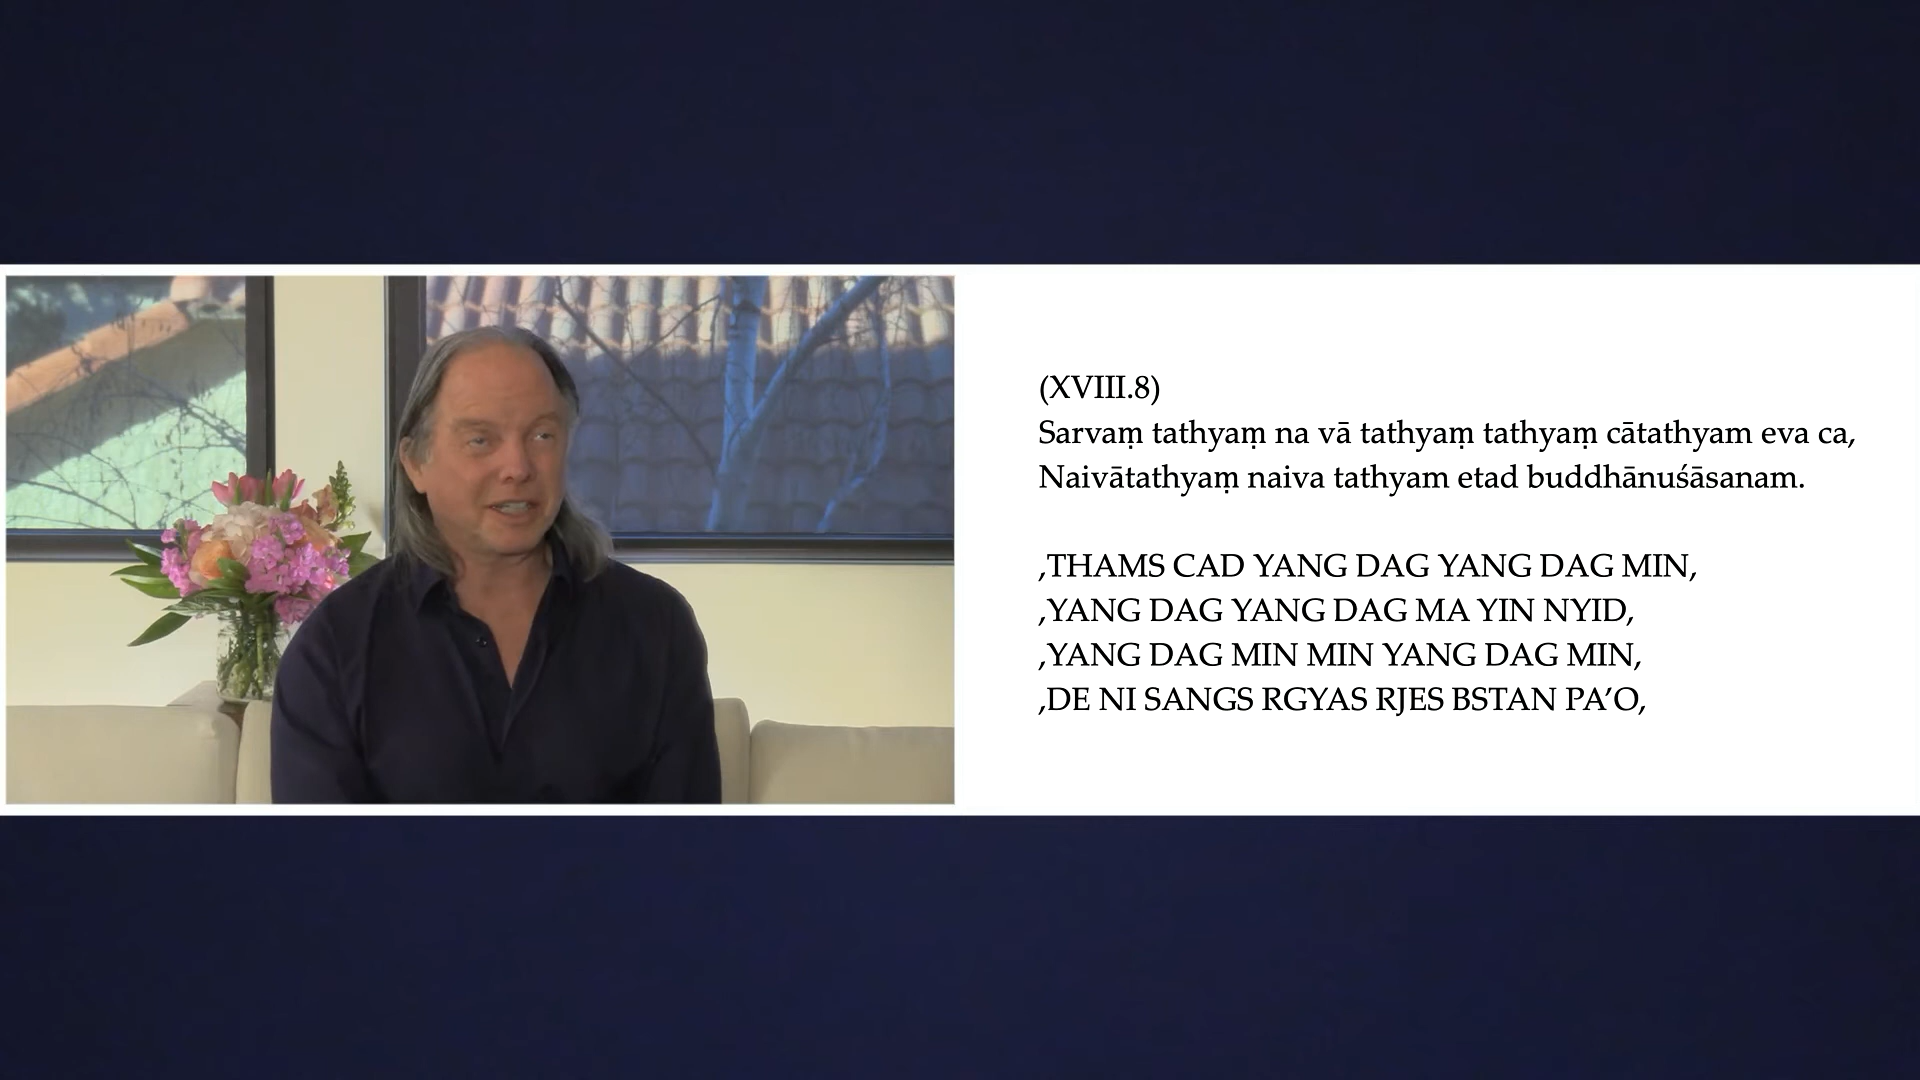 (XVIII.8)
Sarvaṃ tathyaṃ na vā tathyaṃ tathyaṃ cātathyam eva ca,
Naivātathyaṃ naiva tathyam etad buddhānuśāsanam.
,THAMS CAD YANG DAG YANG DAG MIN,
,YANG DAG YANG DAG MA YIN NYID,
,YANG DAG MIN MIN YANG DAG MIN,
,DE NI SANGS RGYAS RJES BSTAN PA’O,